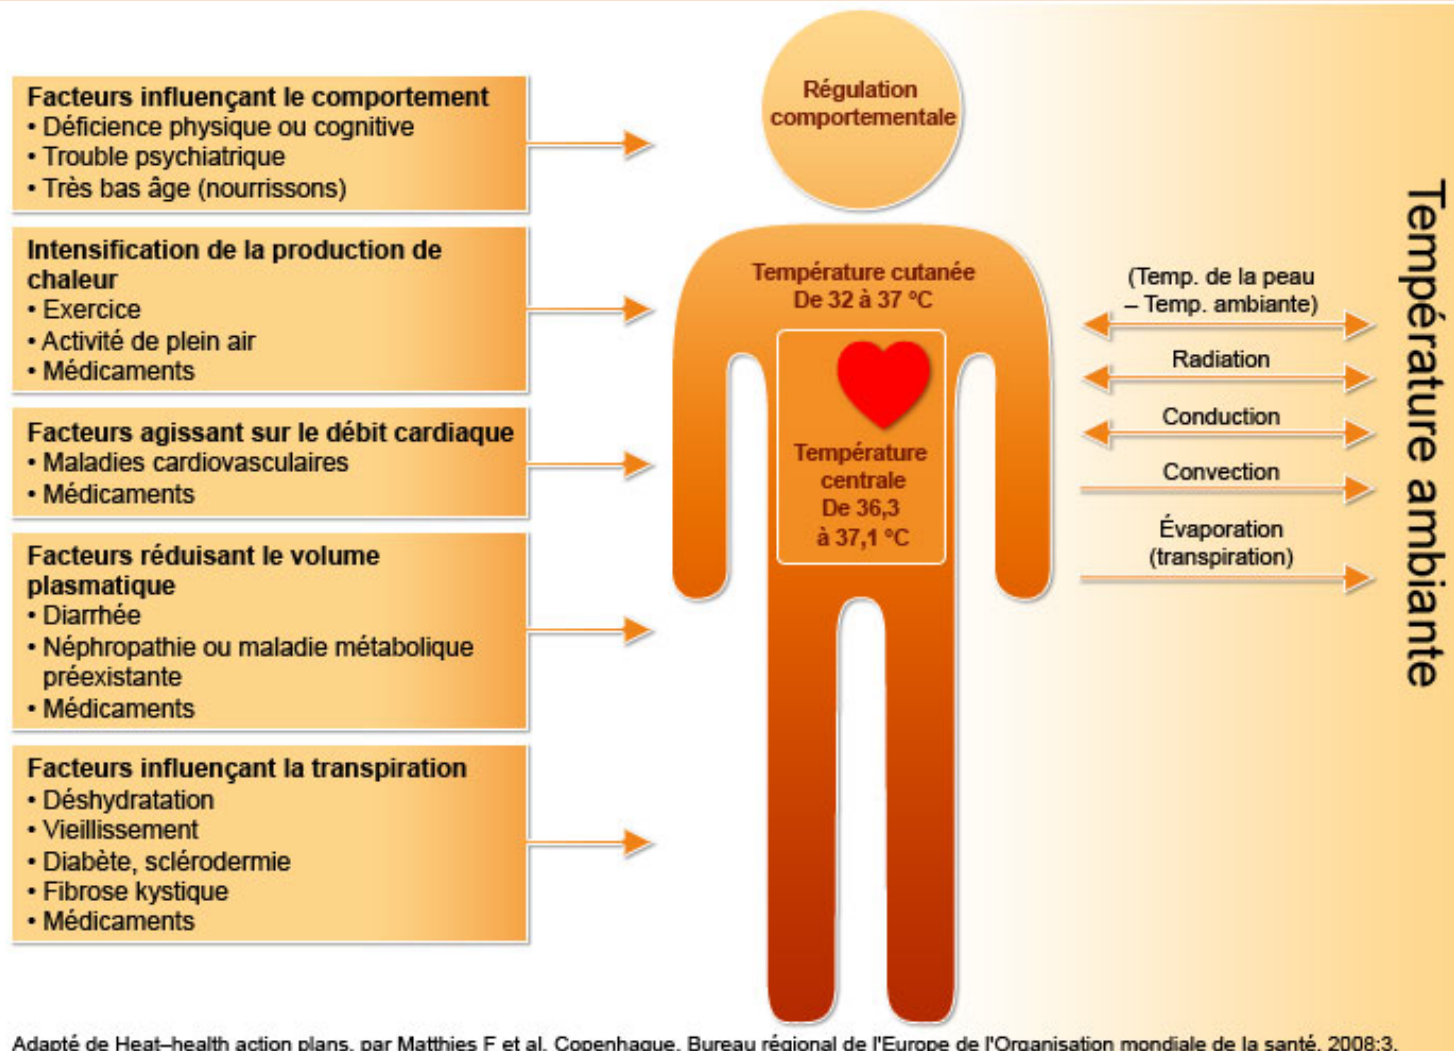 Facteurs influençant le comportement
• Déficience physique ou cognitive
• Trouble psychiatrique
• Très bas âge (nourrissons)
Intensification de la production de
chaleur
• Exercice
• Activité de plein air
• Médicaments
Facteurs agissant sur le débit cardiaque
• Maladies cardiovasculaires
• Médicaments
Facteurs réduisant le volume
plasmatique
• Diarrhée
• Néphropathie ou maladie métabolique
préexistante
• Médicaments
Facteurs influençant la transpiration
• Déshydratation
• Vieillissement
• Diabète, sclérodermie
• Fibrose kystique
• Médicaments
Régulation
comportementale
Température cutanée
De 32 à 37 °C
Température
centrale
De 36,3
à 37,1 °C
(Temp. de la peau
– Temp. ambiante)
Radiation
Conduction
Convection
Évaporation
(transpiration)
Température ambiante
Adapté de Heat–health action plans, par Matthies F et al. Copenhague, Bureau régional de l'Europe de l'Organisation mondiale de la santé, 2008:3.